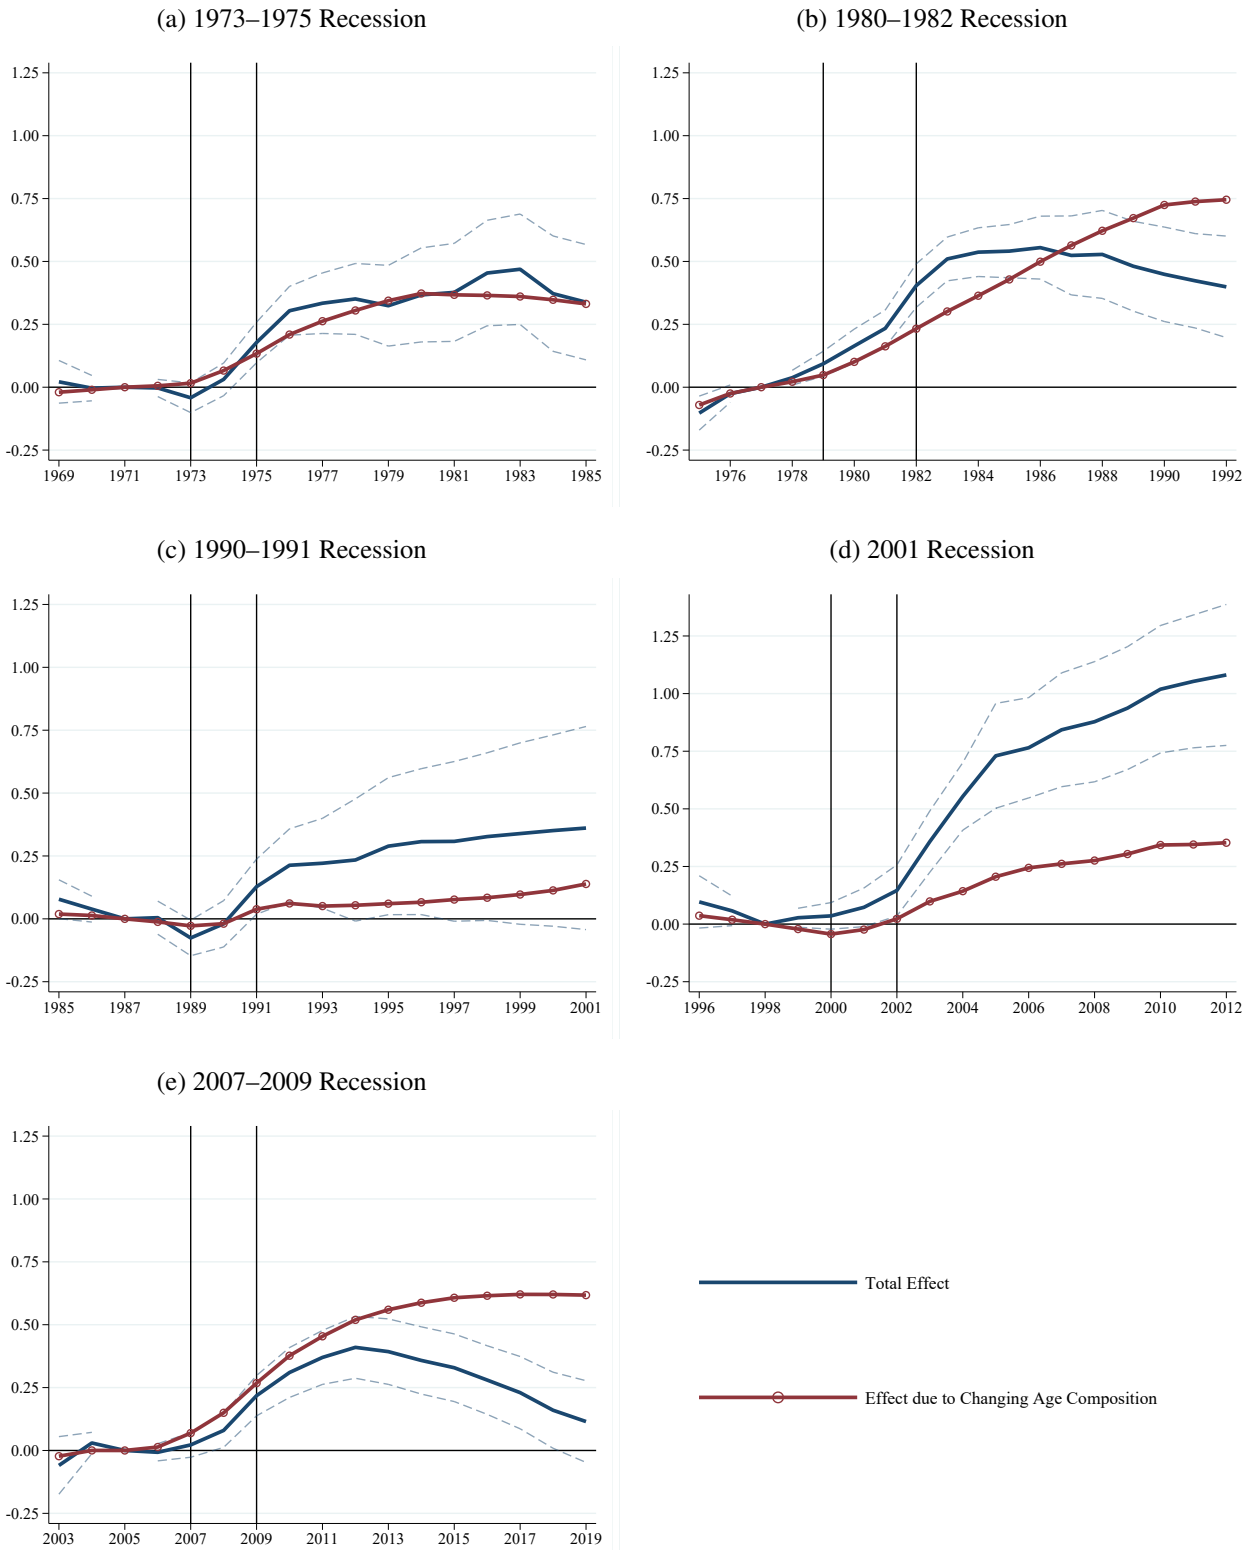 (a) 1973–1975 Recession
1.25
1.00
0.75
0.50
0.25
0.00
-0.25
1969 1971 1973 1975 1977 1979 1981 1983 1985
(b) 1980–1982 Recession
1.25
1.00
0.75
0.50
0.25
0.00
-0.25
1976 1978 1980 1982 1984 1986 1988 1990 1992
(c) 1990–1991 Recession
1.25
1.00
0.75
0.50
0.25
0.00
-0.25
1985 1987 1989 1991 1993 1995 1997 1999 2001
(d) 2001 Recession
1.25
1.00
0.75
0.50
0.25
0.00
-0.25
1996 1998 2000 2002 2004 2006 2008 2010 2012
(e) 2007–2009 Recession
1.25
1.00
0.75
0.50
0.25
0.00
-0.25
2003 2005 2007 2009 2011 2013 2015 2017 2019
Total Effect
Effect due to Changing Age Composition